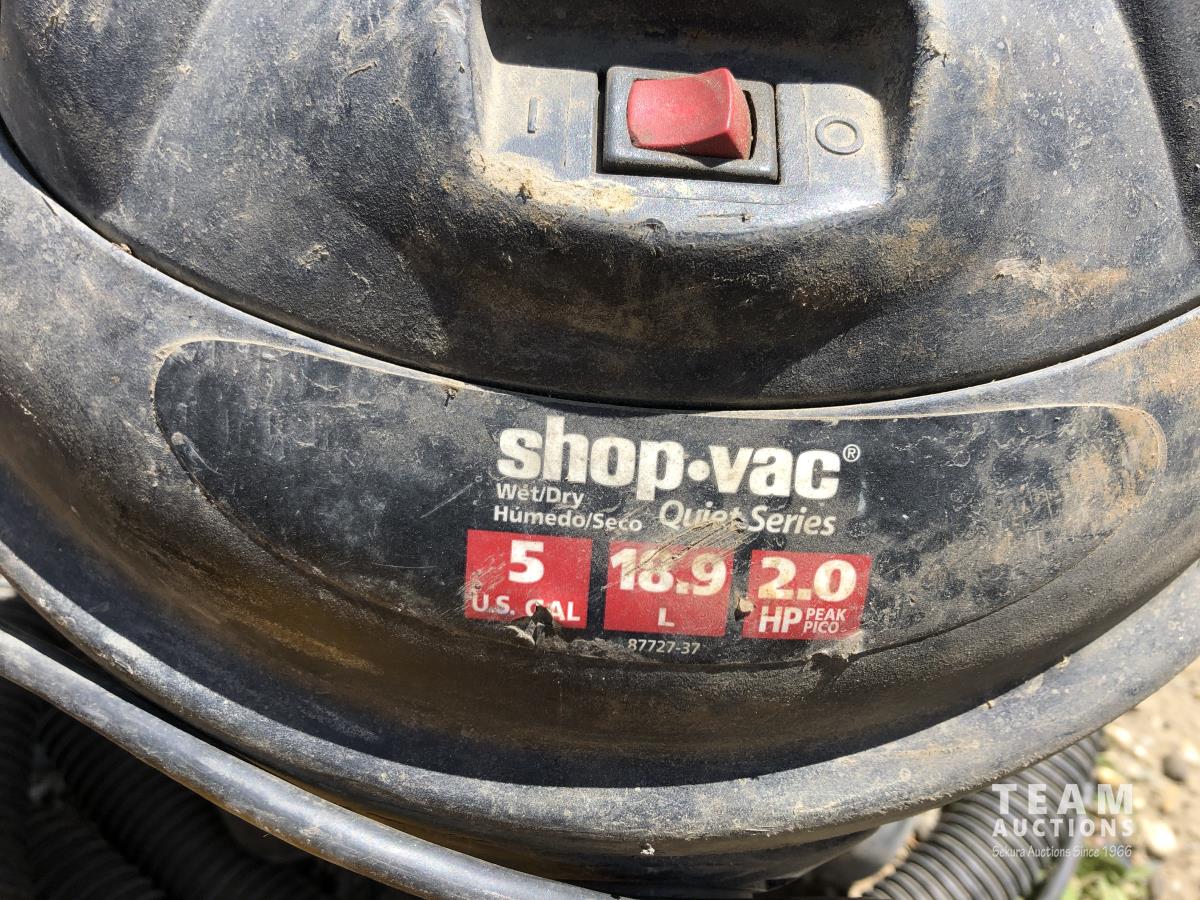 I O
shop•vac®
Wet/Dry
Húmedo/Seco Quiet Series
5 18.9 2.0
U.S. GAL L HP PEAK PICO
87727-37
TEAM
AUCTIONS
Sekura Auctions Since 1966